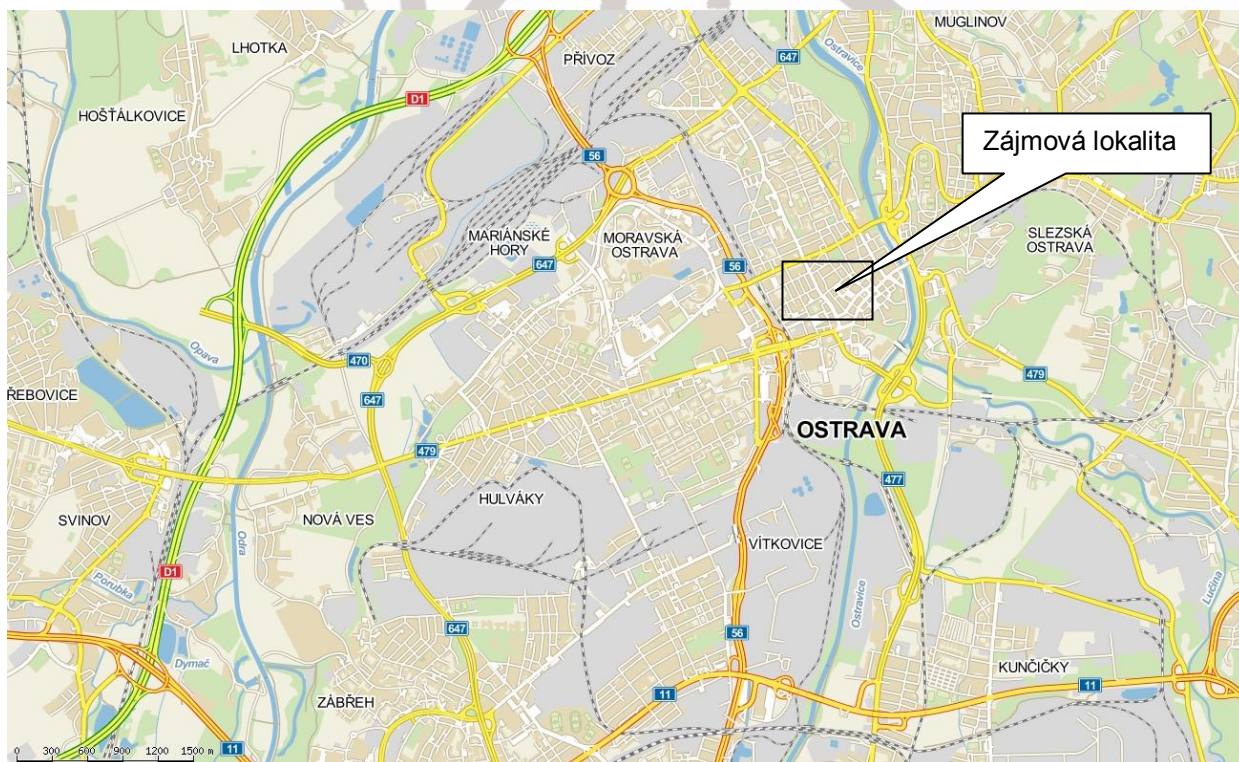 MUGLINOV
LHOTKA
PŘÍVOZ
647
Ostravice
D1
HOŠŤÁLKOVICE
Zájmová lokalita
56
MARIÁNSKÉ
HORY
MORAVSKÁ
OSTRAVA
SLEZSKÁ
OSTRAVA
647
56
Opava
470
479
ŘEBOVICE
647
OSTRAVA
479
477
HULVÁKY
SVINOV
NOVÁ VES
Odra
VÍTKOVICE
D1
Porubka
Ostravice
Lučina
647
56
Dymač
KUNČIČKY
ZÁBŘEH
11
11
0 300 600 900 1200 1500 m
11